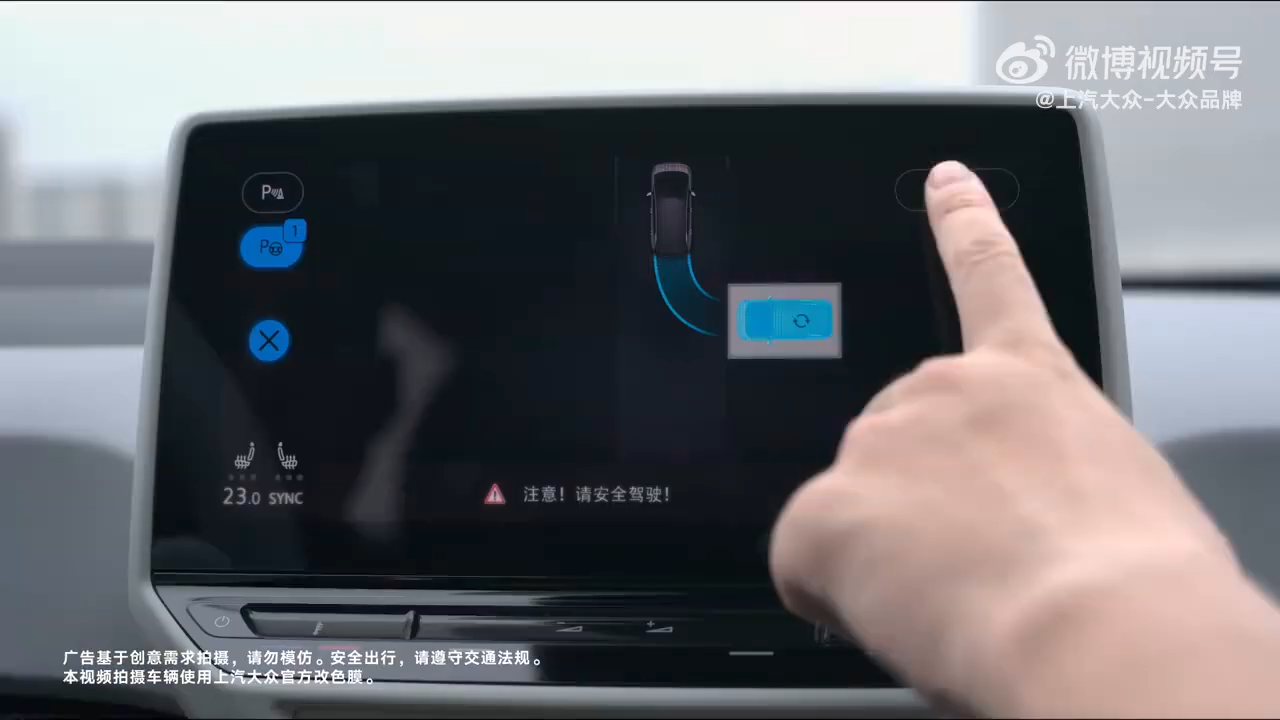 微博视频号
@上汽大众-大众品牌
P
1
P
23.0 SYNC
注意！请安全驾驶！
广告基于创意需求拍摄，请勿模仿。安全出行，请遵守交通法规。
本视频拍摄车辆使用上汽大众官方改色膜。